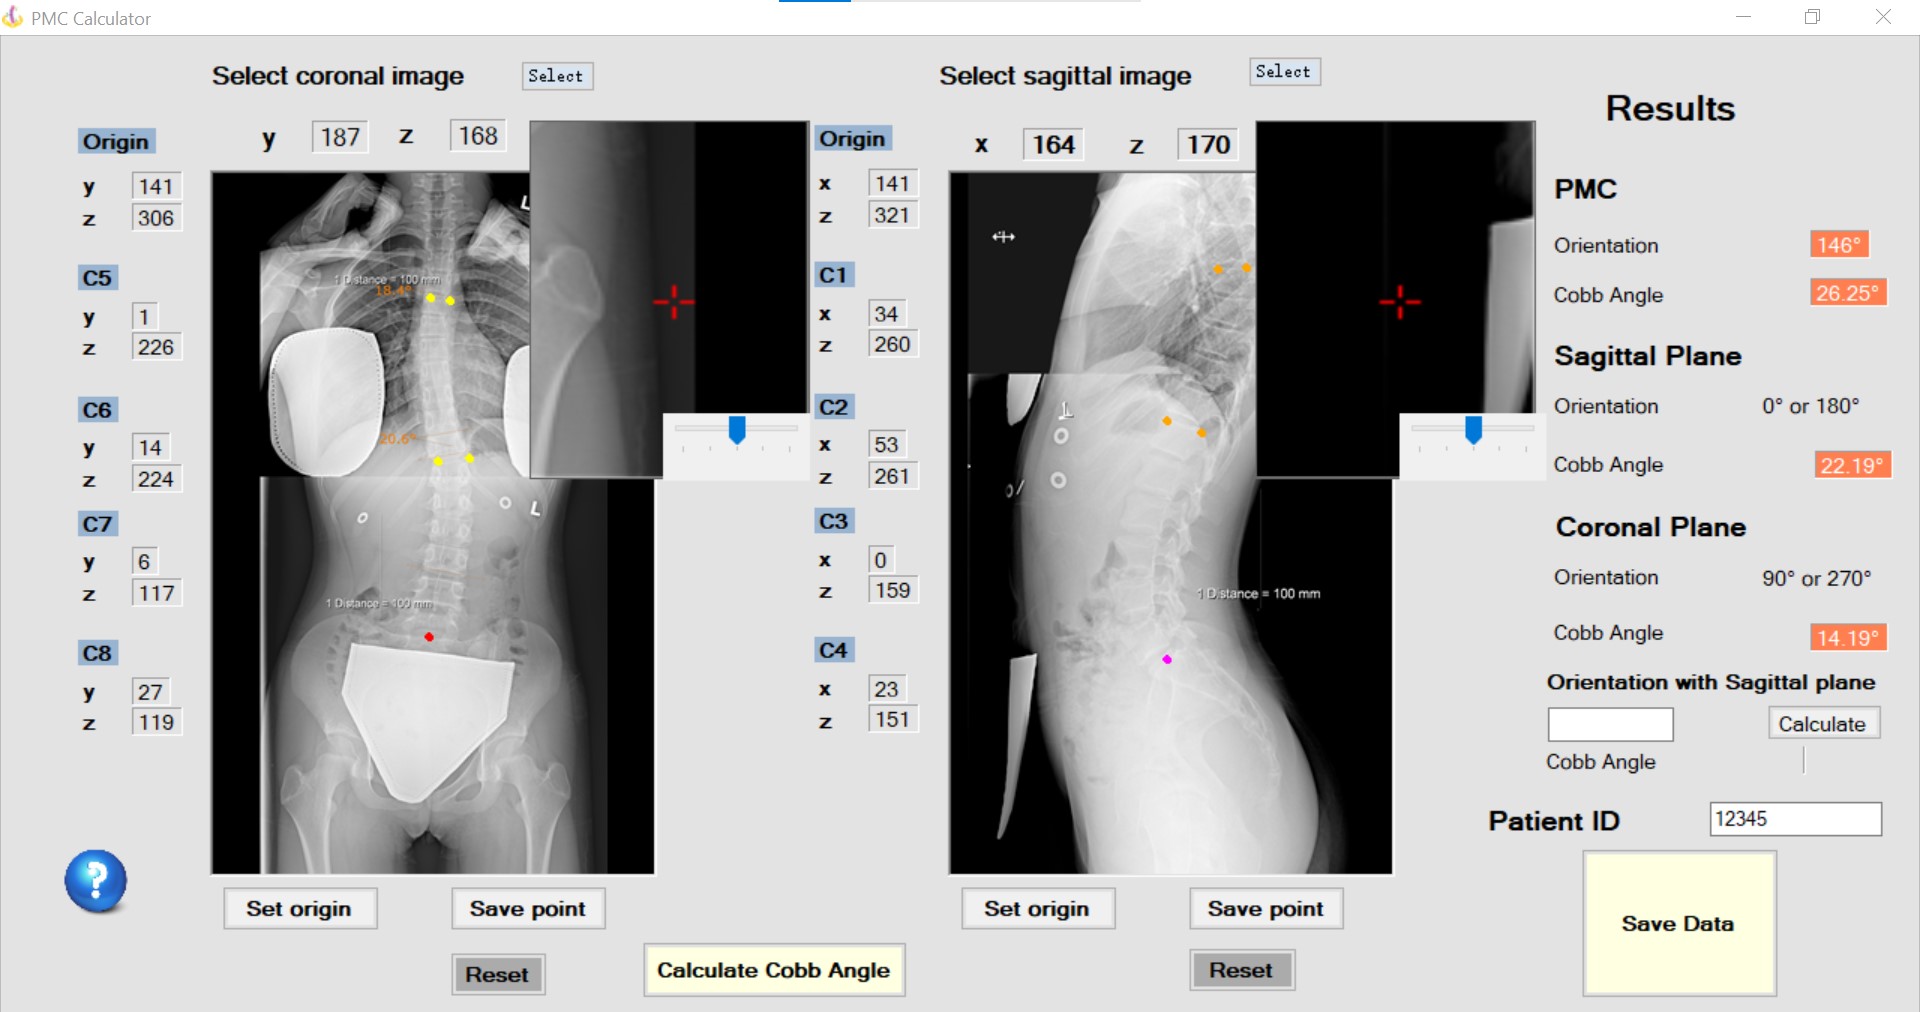 PMC Calculator
Select coronal image
Select
Select sagittal image
Select
Results
Origin
y 187 z 168
Origin
x 164 z 170
y 141
z 306
x 141
z 321
PMC
Orientation 146°
Cobb Angle 26.25°
C5
y 1
z 226
C1
x 34
z 260
Sagittal Plane
Orientation 0° or 180°
Cobb Angle 22.19°
C6
y 14
z 224
C2
x 53
z 261
Coronal Plane
Orientation 90° or 270°
Cobb Angle 14.19°
C7
y 6
z 117
C3
x 0
z 159
Orientation with Sagittal plane
Calculate
Cobb Angle
C8
y 27
z 119
C4
x 23
z 151
L
1 Distance = 100 mm
18.4°
20.6°
O
O L
1 Distance = 100 mm
L
O
O
O/
1 Distance = 100 mm
Patient ID 12345
Set origin
Save point
Reset
Calculate Cobb Angle
Set origin
Save point
Reset
Save Data
?